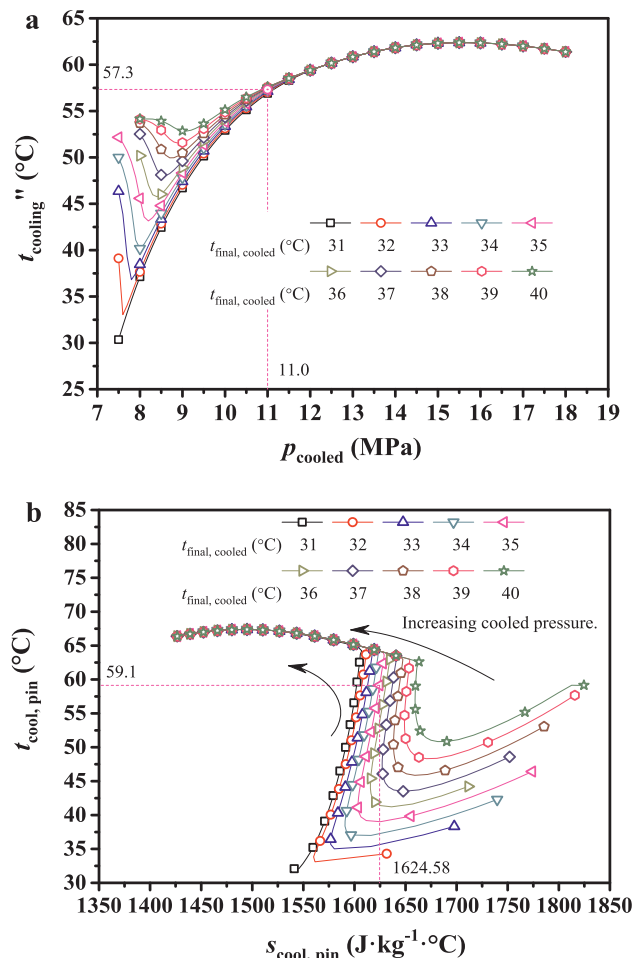 a
65
60
57.3
55
50
45
40
35
30
25
t_cooling'' (°C)
t_final, cooled (°C) 31 32 33 34 35
t_final, cooled (°C) 36 37 38 39 40
11.0
7 8 9 10 11 12 13 14 15 16 17 18 19
p_cooled (MPa)
b
85
80
75
70
65
60
59.1
55
50
45
40
35
30
t_cool, pin (°C)
t_final, cooled (°C) 31 32 33 34 35
t_final, cooled (°C) 36 37 38 39 40
Increasing cooled pressure.
1624.58
1350 1400 1450 1500 1550 1600 1650 1700 1750 1800 1850
s_cool, pin (J·kg⁻¹·°C)